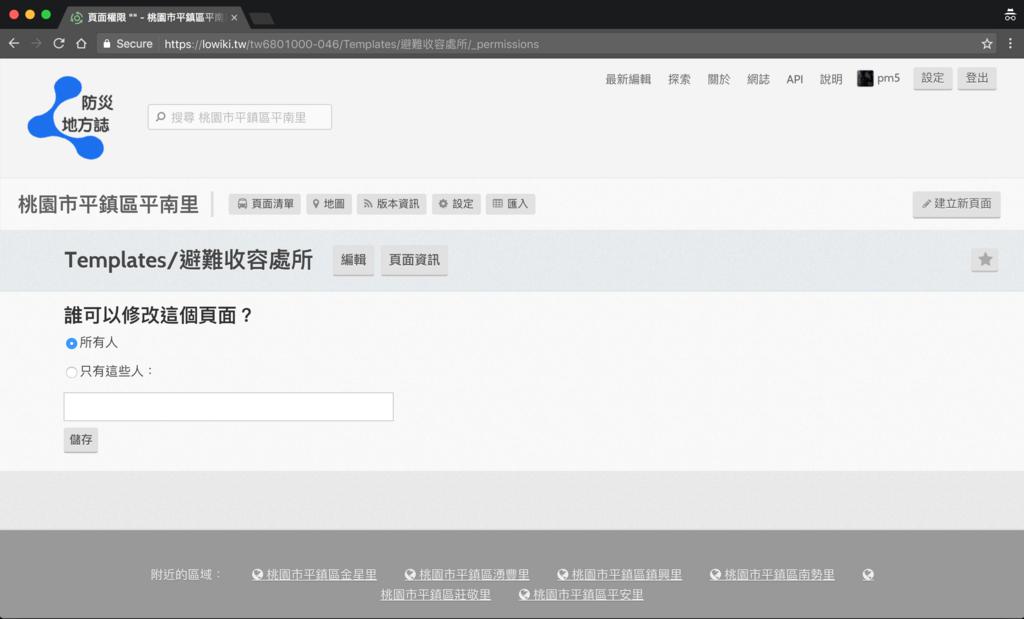 頁面權限 "" - 桃園市平鎮區平南
Secure https://lowiki.tw/tw6801000-046/Templates/避難收容處所/_permissions
最新編輯 探索 關於 網誌 API 說明 pm5 設定 登出
防災
地方誌
搜尋 桃園市平鎮區平南里
桃園市平鎮區平南里 頁面清單 地圖 版本資訊 設定 匯入 建立新頁面
Templates/避難收容處所 編輯 頁面資訊
誰可以修改這個頁面？
所有人
只有這些人：
儲存
附近的區域： 桃園市平鎮區金星里 桃園市平鎮區湧豐里 桃園市平鎮區鎮興里 桃園市平鎮區南勢里
桃園市平鎮區莊敬里 桃園市平鎮區平安里